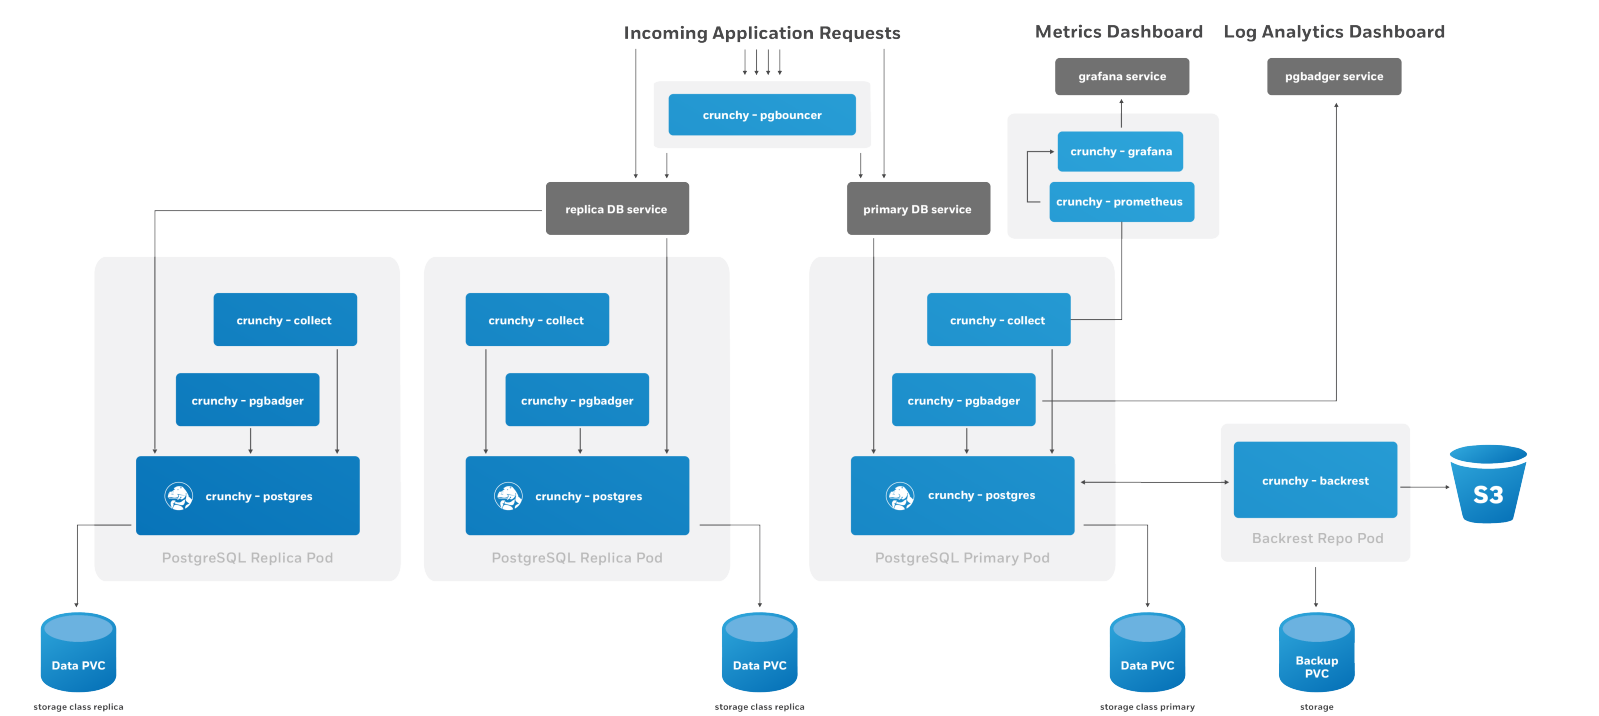 Incoming Application Requests
Metrics Dashboard
Log Analytics Dashboard
grafana service
pgbadger service
crunchy - pgbouncer
crunchy - grafana
crunchy - prometheus
replica DB service
primary DB service
crunchy - collect
crunchy - collect
crunchy - collect
crunchy - pgbadger
crunchy - pgbadger
crunchy - pgbadger
crunchy - postgres
crunchy - postgres
crunchy - postgres
crunchy - backrest
S3
PostgreSQL Replica Pod
PostgreSQL Replica Pod
PostgreSQL Primary Pod
Backrest Repo Pod
Data PVC
Data PVC
Data PVC
Backup
PVC
storage class replica
storage class replica
storage class primary
storage